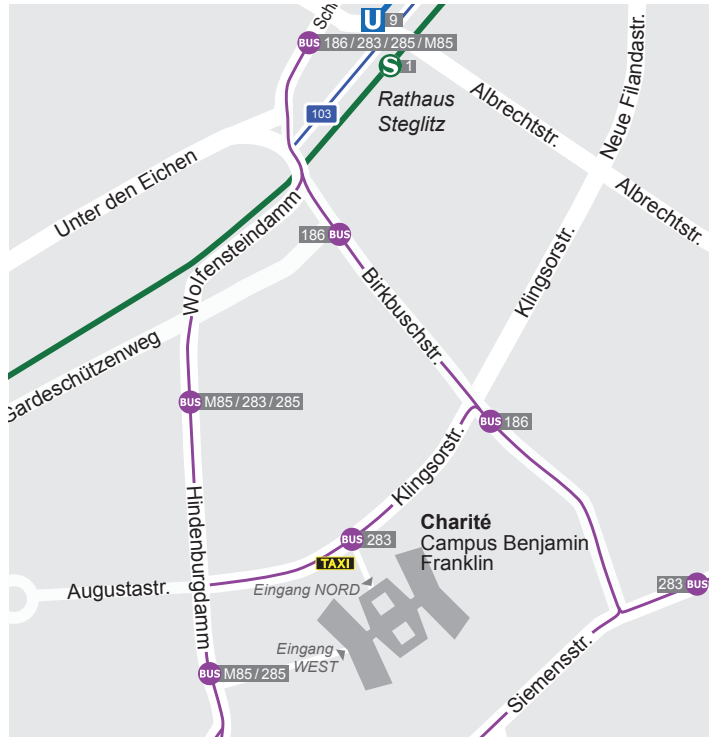 Sch
U 9
BUS 186 / 283 / 285 / M85
S 1
Rathaus
Steglitz
103
Albrechtstr.
Neue Filandastr.
Unter den Eichen
Albrechtstr.
Wolfensteindamm
186 BUS
Klingsorstr.
Birkbuschstr.
Gardeschützenweg
BUS M85 / 283 / 285
BUS 186
Klingsorstr.
Hindenburgdamm
Charité
Campus Benjamin
Franklin
BUS 283
TAXI
Eingang NORD
283 BUS
Augustastr.
Eingang
WEST
BUS M85 / 285
Siemensstr.